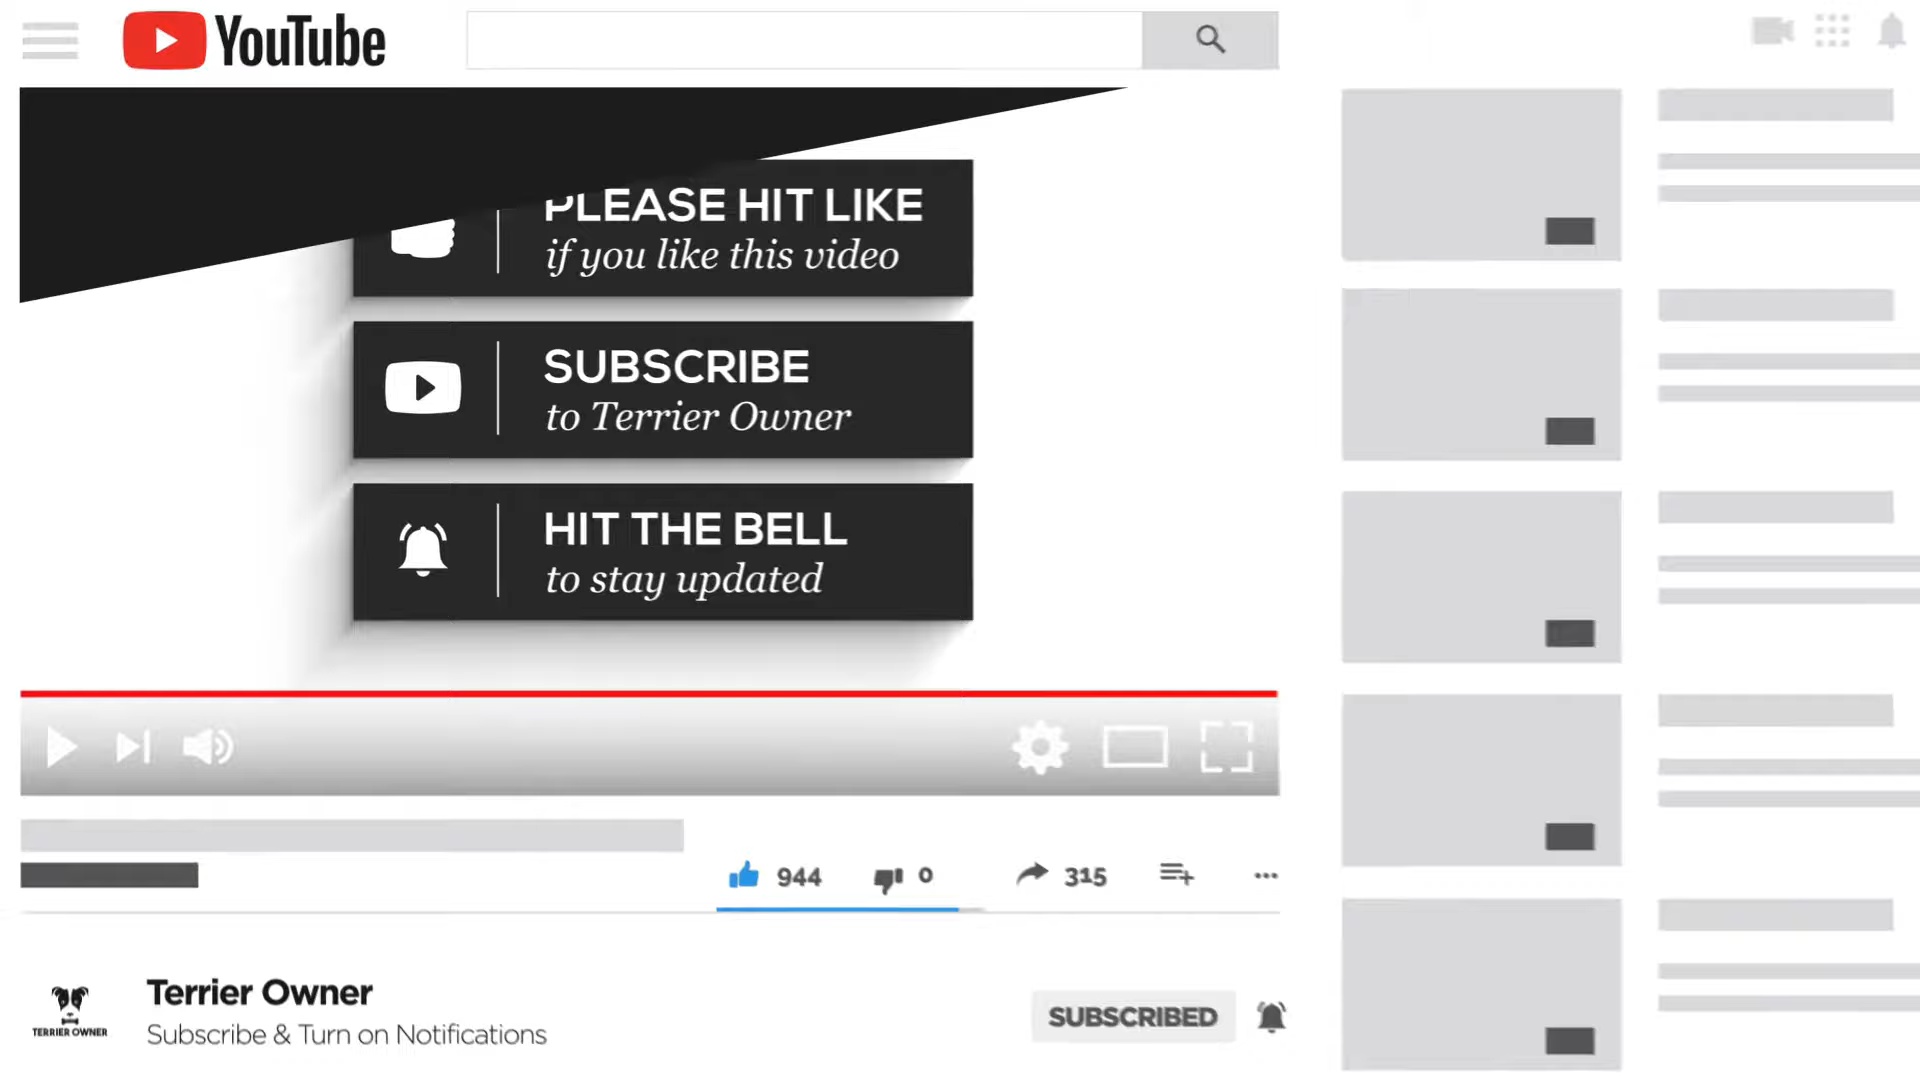 YouTube
PLEASE HIT LIKE
if you like this video
SUBSCRIBE
to Terrier Owner
HIT THE BELL
to stay updated
944
0
315
TERRIER OWNER
Terrier Owner
Subscribe & Turn on Notifications
SUBSCRIBED